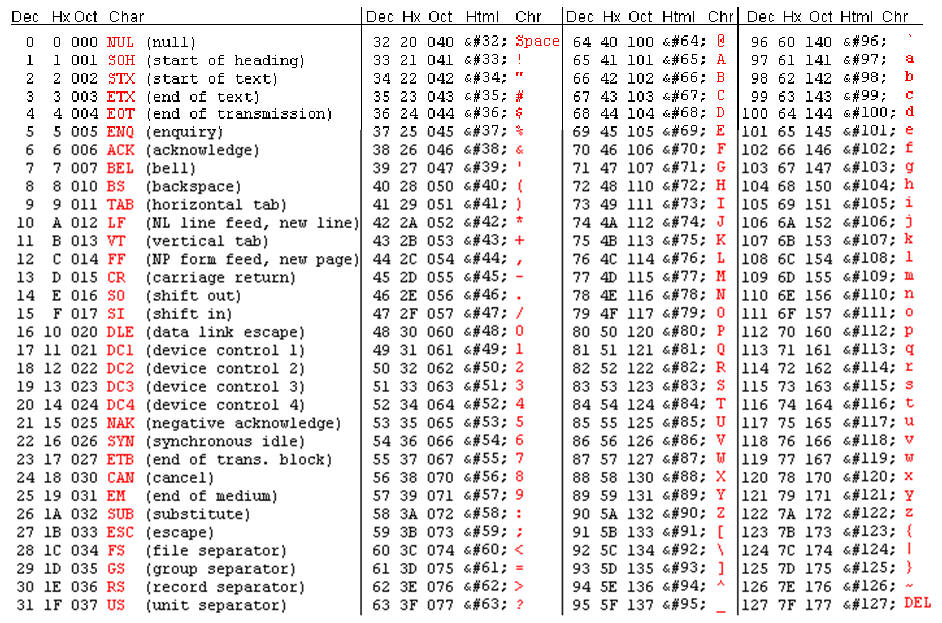 Dec Hx Oct Char Dec Hx Oct Html Chr Dec Hx Oct Html Chr Dec Hx Oct Html Chr
0 0 000 NUL (null) 32 20 040 &#32; Space 64 40 100 &#64; @ 96 60 140 &#96; `
1 1 001 SOH (start of heading) 33 21 041 &#33; ! 65 41 101 &#65; A 97 61 141 &#97; a
2 2 002 STX (start of text) 34 22 042 &#34; " 66 42 102 &#66; B 98 62 142 &#98; b
3 3 003 ETX (end of text) 35 23 043 &#35; # 67 43 103 &#67; C 99 63 143 &#99; c
4 4 004 EOT (end of transmission) 36 24 044 &#36; $ 68 44 104 &#68; D 100 64 144 &#100; d
5 5 005 ENQ (enquiry) 37 25 045 &#37; % 69 45 105 &#69; E 101 65 145 &#101; e
6 6 006 ACK (acknowledge) 38 26 046 &#38; & 70 46 106 &#70; F 102 66 146 &#102; f
7 7 007 BEL (bell) 39 27 047 &#39; ' 71 47 107 &#71; G 103 67 147 &#103; g
8 8 010 BS (backspace) 40 28 050 &#40; ( 72 48 110 &#72; H 104 68 150 &#104; h
9 9 011 TAB (horizontal tab) 41 29 051 &#41; ) 73 49 111 &#73; I 105 69 151 &#105; i
10 A 012 LF (NL line feed, new line) 42 2A 052 &#42; * 74 4A 112 &#74; J 106 6A 152 &#106; j
11 B 013 VT (vertical tab) 43 2B 053 &#43; + 75 4B 113 &#75; K 107 6B 153 &#107; k
12 C 014 FF (NP form feed, new page) 44 2C 054 &#44; , 76 4C 114 &#76; L 108 6C 154 &#108; l
13 D 015 CR (carriage return) 45 2D 055 &#45; - 77 4D 115 &#77; M 109 6D 155 &#109; m
14 E 016 SO (shift out) 46 2E 056 &#46; . 78 4E 116 &#78; N 110 6E 156 &#110; n
15 F 017 SI (shift in) 47 2F 057 &#47; / 79 4F 117 &#79; O 111 6F 157 &#111; o
16 10 020 DLE (data link escape) 48 30 060 &#48; 0 80 50 120 &#80; P 112 70 160 &#112; p
17 11 021 DC1 (device control 1) 49 31 061 &#49; 1 81 51 121 &#81; Q 113 71 161 &#113; q
18 12 022 DC2 (device control 2) 50 32 062 &#50; 2 82 52 122 &#82; R 114 72 162 &#114; r
19 13 023 DC3 (device control 3) 51 33 063 &#51; 3 83 53 123 &#83; S 115 73 163 &#115; s
20 14 024 DC4 (device control 4) 52 34 064 &#52; 4 84 54 124 &#84; T 116 74 164 &#116; t
21 15 025 NAK (negative acknowledge) 53 35 065 &#53; 5 85 55 125 &#85; U 117 75 165 &#117; u
22 16 026 SYN (synchronous idle) 54 36 066 &#54; 6 86 56 126 &#86; V 118 76 166 &#118; v
23 17 027 ETB (end of trans. block) 55 37 067 &#55; 7 87 57 127 &#87; W 119 77 167 &#119; w
24 18 030 CAN (cancel) 56 38 070 &#56; 8 88 58 130 &#88; X 120 78 170 &#120; x
25 19 031 EM (end of medium) 57 39 071 &#57; 9 89 59 131 &#89; Y 121 79 171 &#121; y
26 1A 032 SUB (substitute) 58 3A 072 &#58; : 90 5A 132 &#90; Z 122 7A 172 &#122; z
27 1B 033 ESC (escape) 59 3B 073 &#59; ; 91 5B 133 &#91; [ 123 7B 173 &#123; {
28 1C 034 FS (file separator) 60 3C 074 &#60; < 92 5C 134 &#92; \ 124 7C 174 &#124; |
29 1D 035 GS (group separator) 61 3D 075 &#61; = 93 5D 135 &#93; ] 125 7D 175 &#125; }
30 1E 036 RS (record separator) 62 3E 076 &#62; > 94 5E 136 &#94; ^ 126 7E 176 &#126; ~
31 1F 037 US (unit separator) 63 3F 077 &#63; ? 95 5F 137 &#95; _ 127 7F 177 &#127; DEL